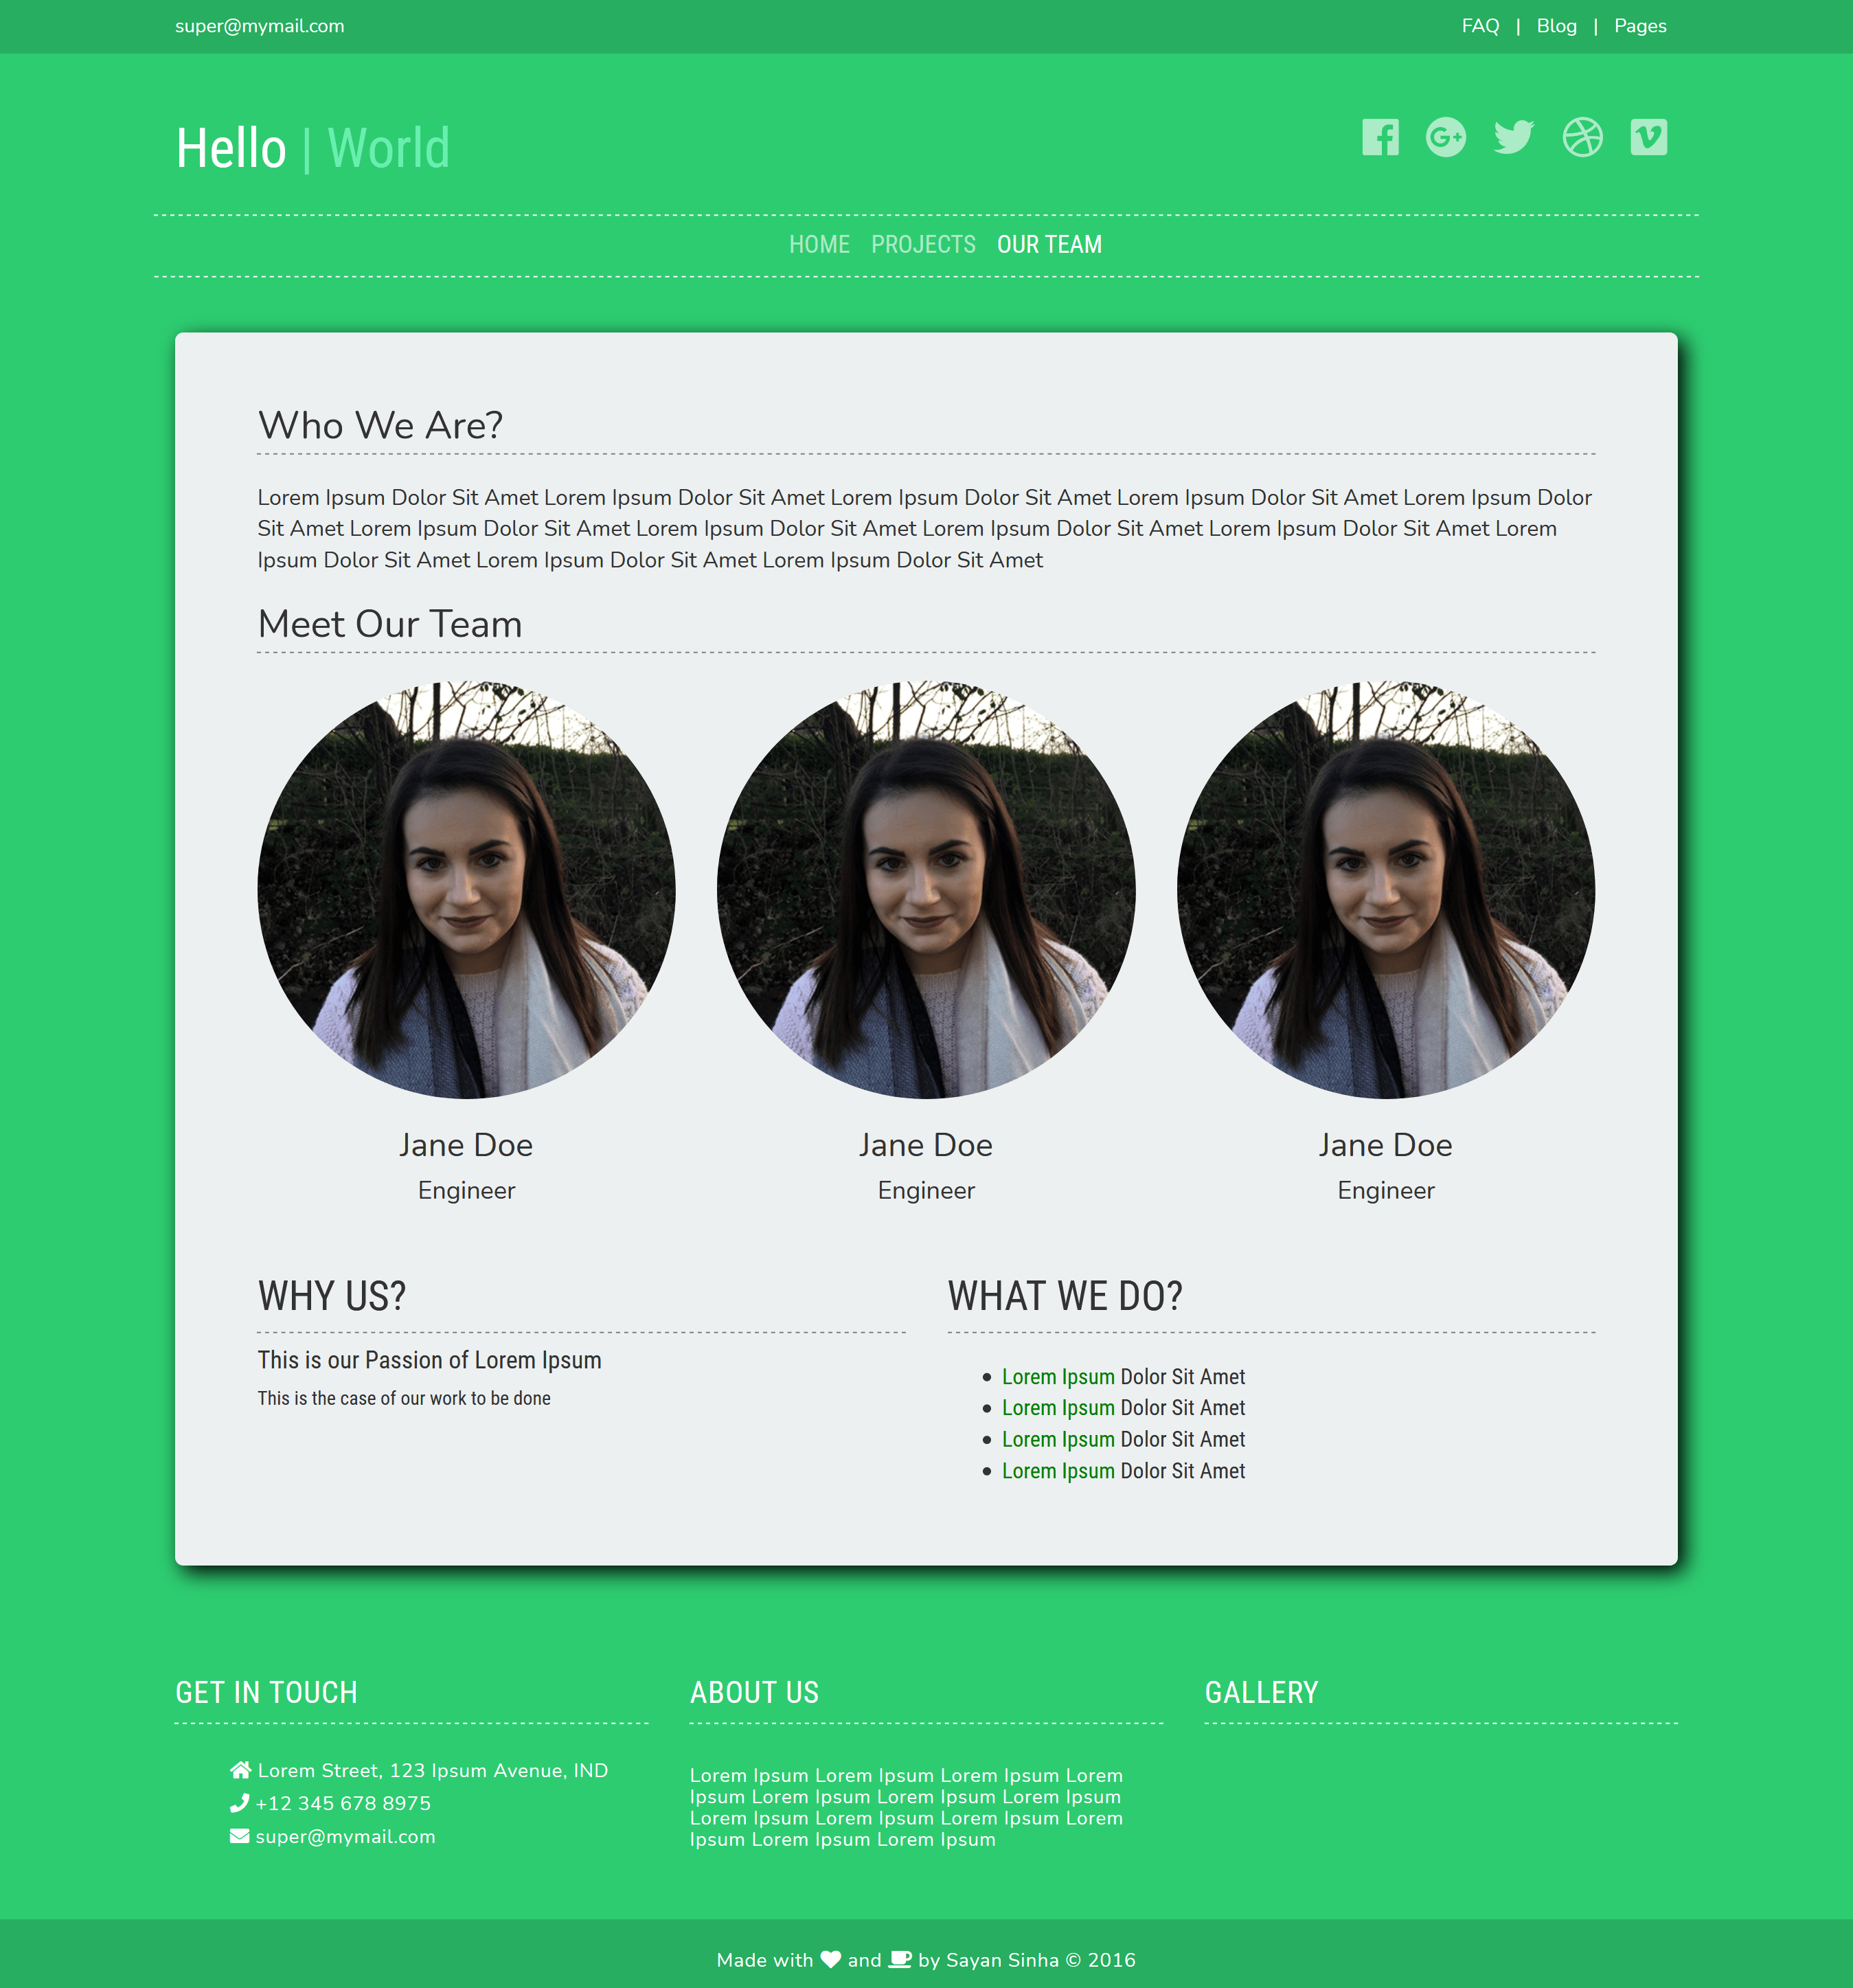 super@mymail.com
FAQ | Blog | Pages
Hello | World
HOME PROJECTS OUR TEAM
Who We Are?
Lorem Ipsum Dolor Sit Amet Lorem Ipsum Dolor Sit Amet Lorem Ipsum Dolor Sit Amet Lorem Ipsum Dolor Sit Amet Lorem Ipsum Dolor
Sit Amet Lorem Ipsum Dolor Sit Amet Lorem Ipsum Dolor Sit Amet Lorem Ipsum Dolor Sit Amet Lorem Ipsum Dolor Sit Amet Lorem
Ipsum Dolor Sit Amet Lorem Ipsum Dolor Sit Amet Lorem Ipsum Dolor Sit Amet
Meet Our Team
Jane Doe
Engineer
Jane Doe
Engineer
Jane Doe
Engineer
WHY US?
This is our Passion of Lorem Ipsum
This is the case of our work to be done
WHAT WE DO?
• Lorem Ipsum Dolor Sit Amet
• Lorem Ipsum Dolor Sit Amet
• Lorem Ipsum Dolor Sit Amet
• Lorem Ipsum Dolor Sit Amet
GET IN TOUCH
Lorem Street, 123 Ipsum Avenue, IND
+12 345 678 8975
super@mymail.com
ABOUT US
Lorem Ipsum Lorem Ipsum Lorem Ipsum Lorem
Ipsum Lorem Ipsum Lorem Ipsum Lorem Ipsum
Lorem Ipsum Lorem Ipsum Lorem Ipsum Lorem
Ipsum Lorem Ipsum Lorem Ipsum
GALLERY
Made with and by Sayan Sinha © 2016